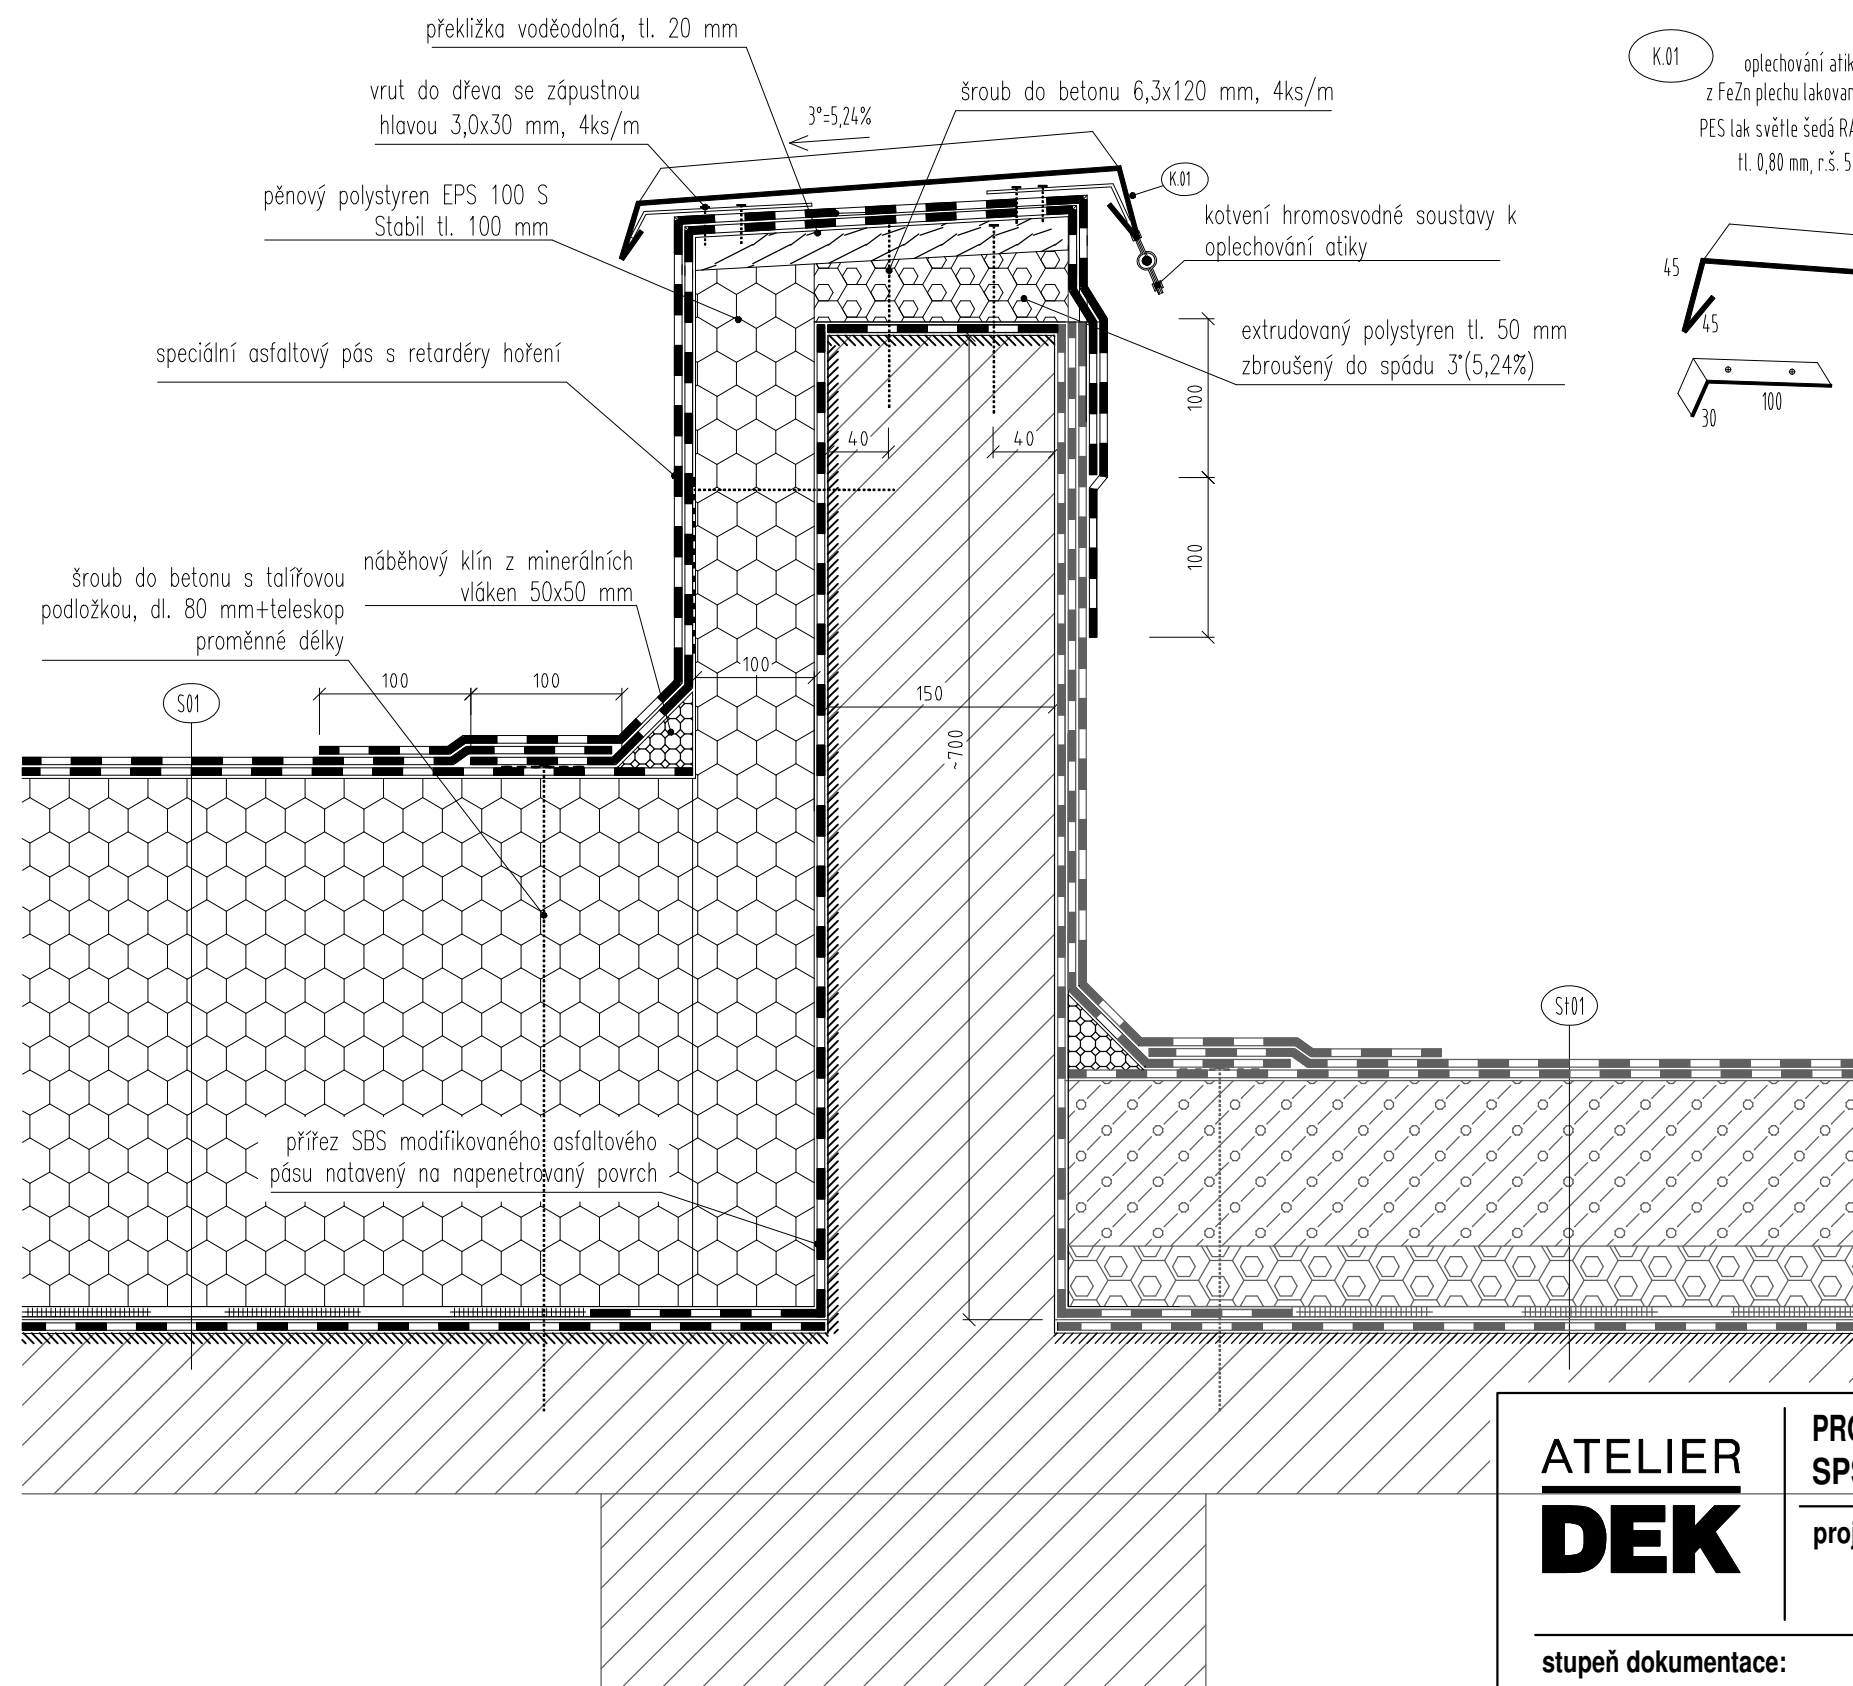 překližka voděodolná, tl. 20 mm
vrut do dřeva se zápustnou
hlavou 3,0x30 mm, 4ks/m
3°=5,24%
šroub do betonu 6,3x120 mm, 4ks/m
K.01
oplechování atik
z FeZn plechu lakovan
PES lak světle šedá RA
tl. 0,80 mm, r.š. 5
pěnový polystyren EPS 100 S
Stabil tl. 100 mm
K.01
kotvení hromosvodné soustavy k
oplechování atiky
45
45
100
30
speciální asfaltový pás s retardéry hoření
extrudovaný polystyren tl. 50 mm
zbroušený do spádu 3°(5,24%)
100
40
40
100
náběhový klín z minerálních
vláken 50x50 mm
šroub do betonu s talířovou
podložkou, dl. 80 mm+teleskop
proměnné délky
100
100
100
150
~700
S01
St01
přířez SBS modifikovaného asfaltového
pásu natavený na napenetrovaný povrch
ATELIER
DEK
PRO
SPS
proj
stupeň dokumentace: